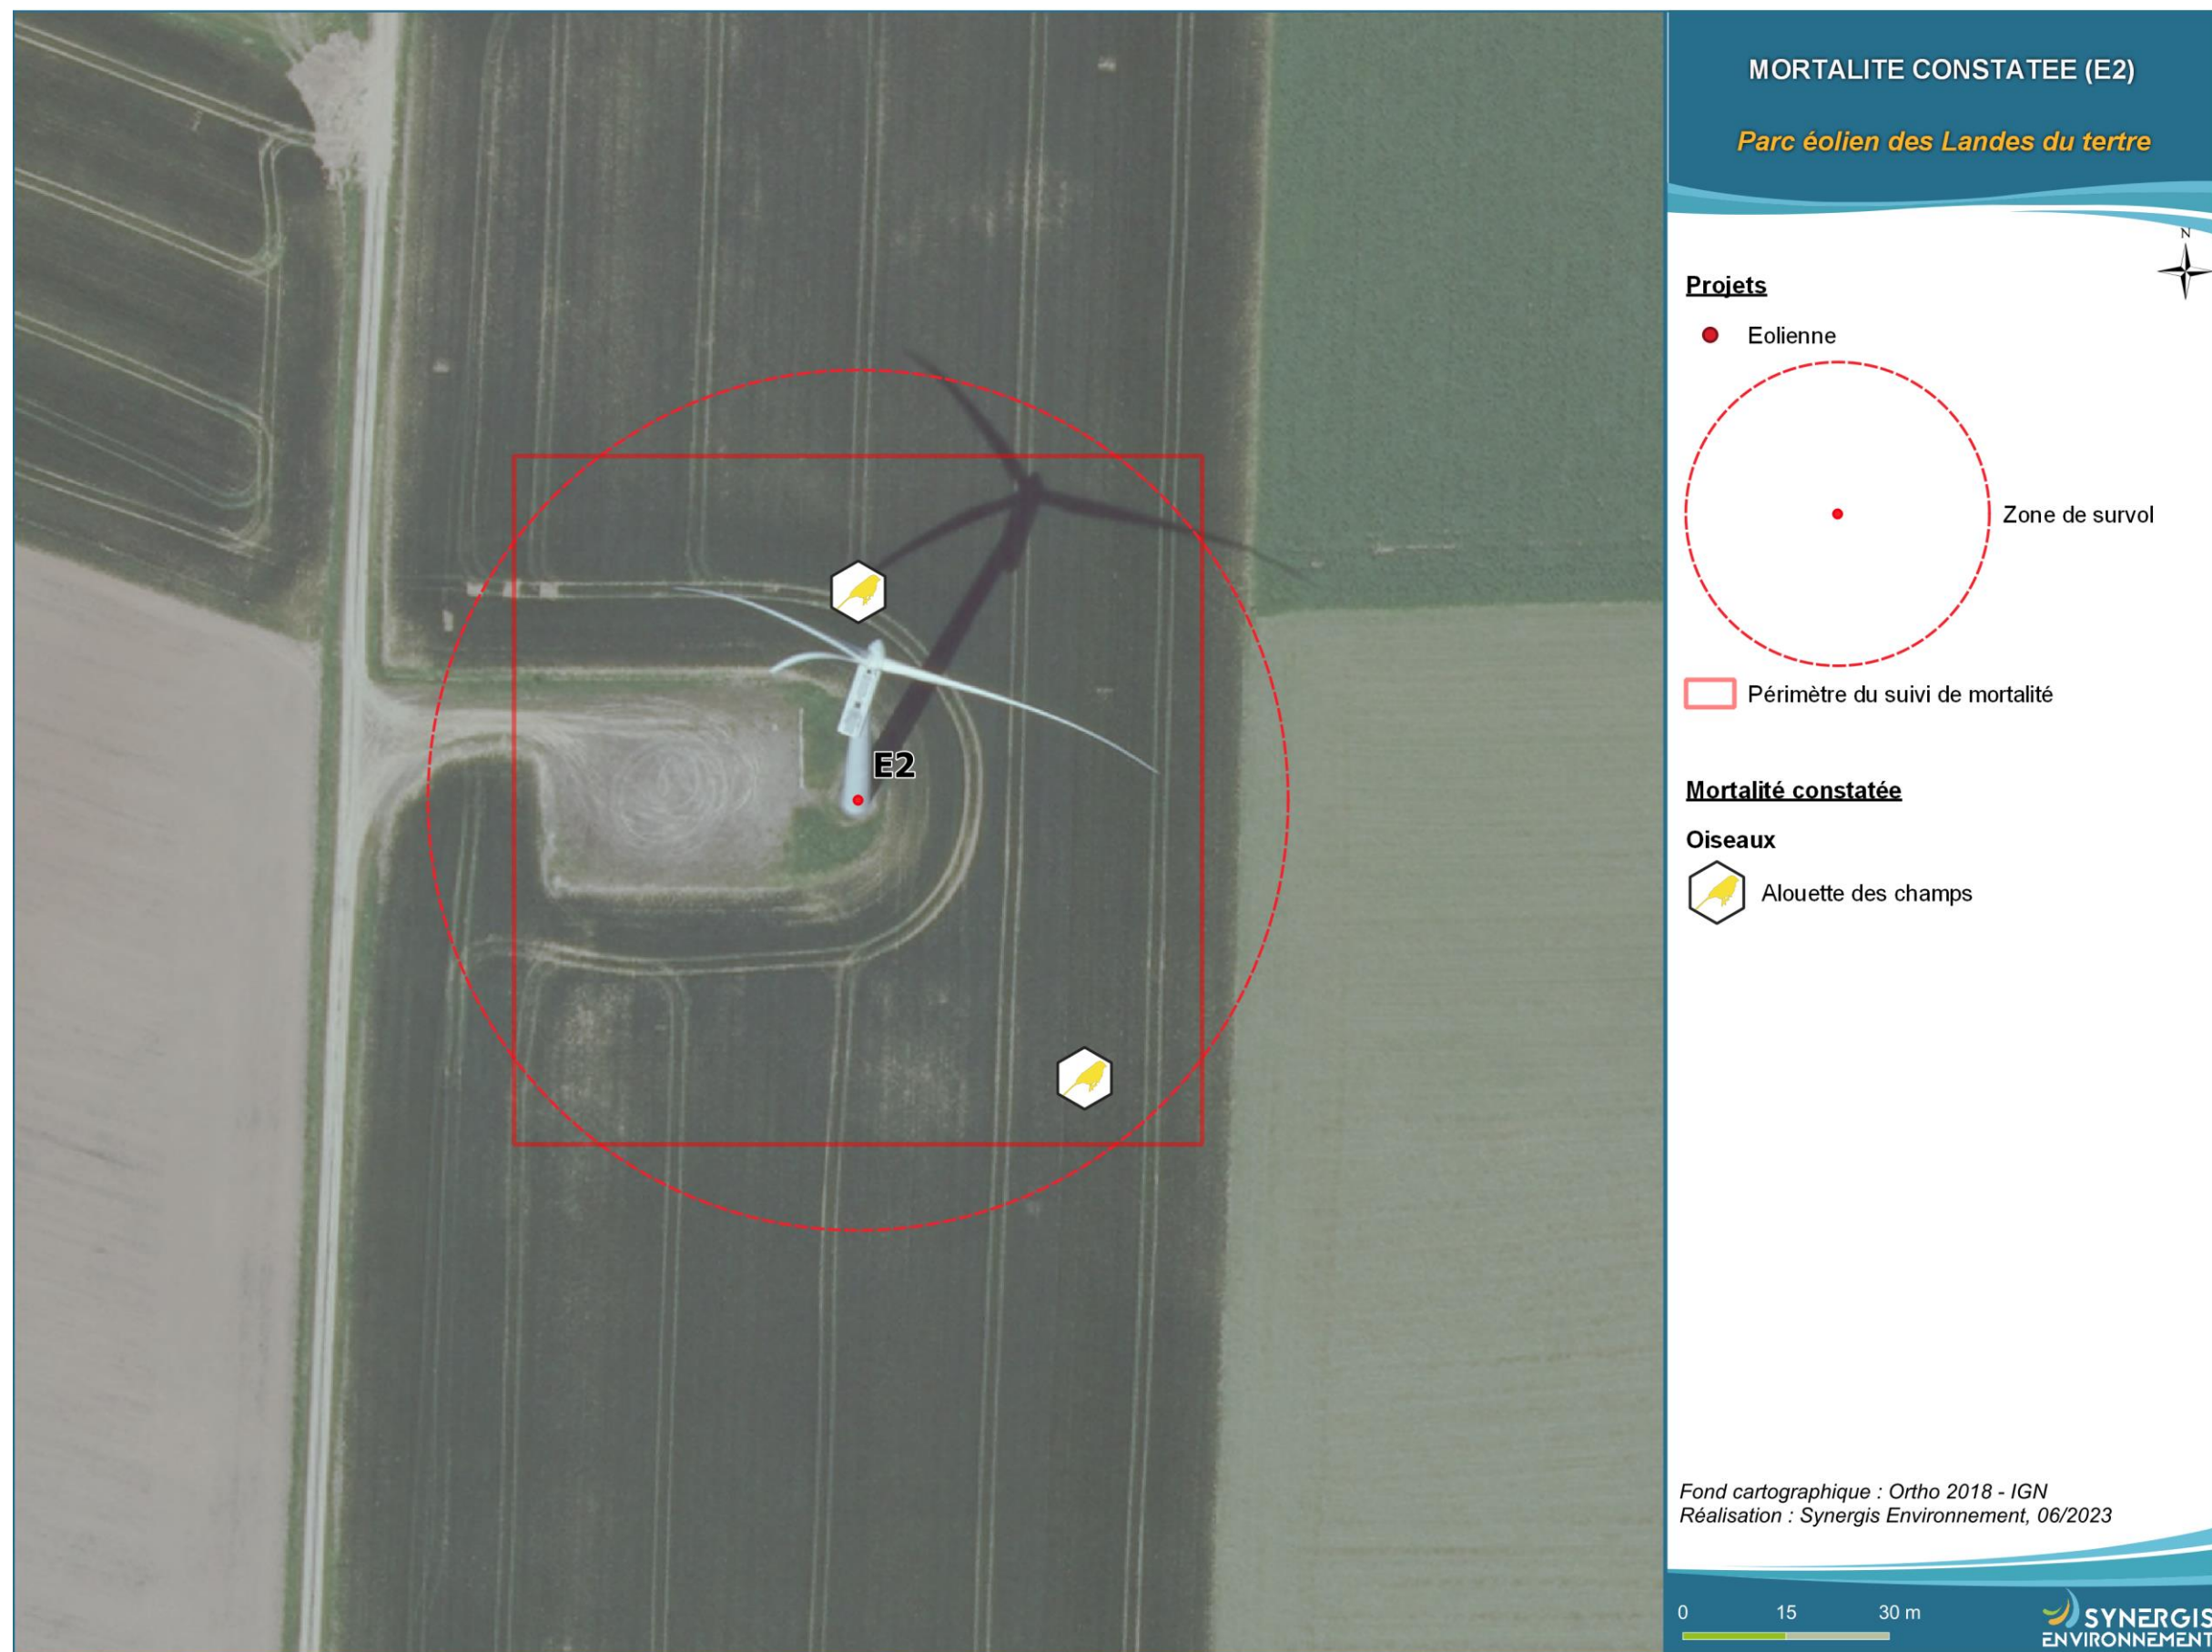 MORTALITE CONSTATEE (E2)
Parc éolien des Landes du tertre
N
Projets
Eolienne
Zone de survol
Périmètre du suivi de mortalité
E2
Mortalité constatée
Oiseaux
Alouette des champs
Fond cartographique : Ortho 2018 - IGN
Réalisation : Synergis Environnement, 06/2023
0 15 30 m
SYNERGIS
ENVIRONNEMENT